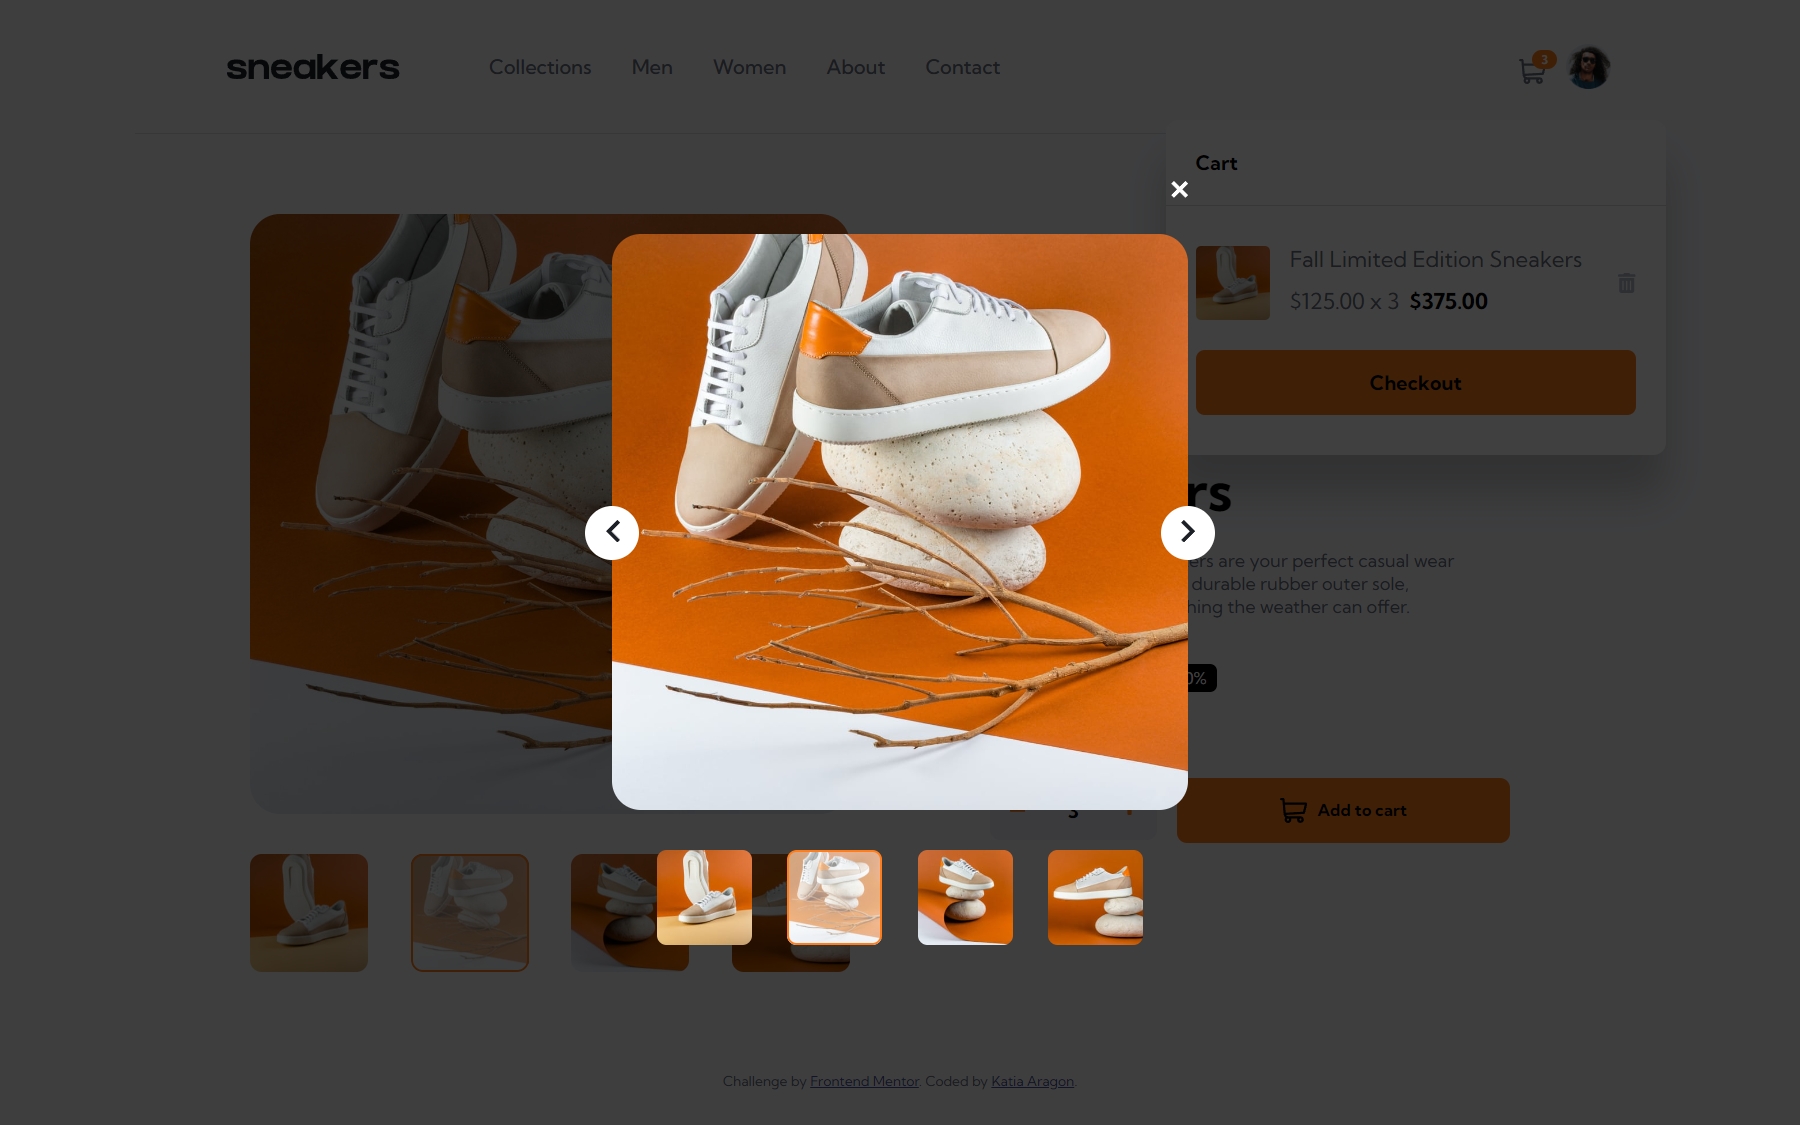 sneakers
Collections Men Women About Contact
3
Cart
Fall Limited Edition Sneakers
$125.00 x 3 $375.00
Checkout
rs
ers are your perfect casual wear
durable rubber outer sole,
ing the weather can offer.
0%
3
Add to cart
Challenge by Frontend Mentor. Coded by Katia Aragon.